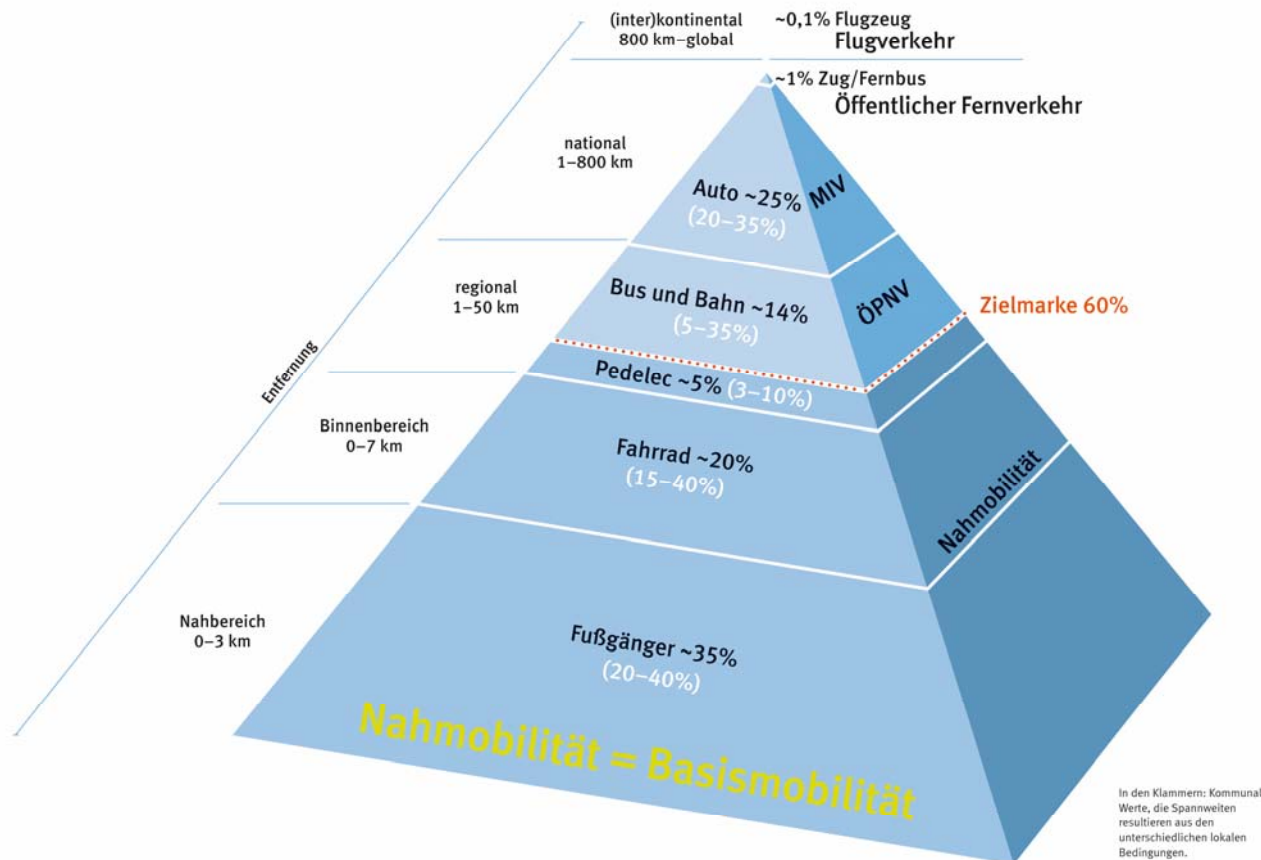 (inter)kontinental
800 km–global
~0,1% Flugzeug
Flugverkehr
~1% Zug/Fernbus
Öffentlicher Fernverkehr
national
1–800 km
Auto ~25%
(20–35%)
MIV
regional
1–50 km
Bus und Bahn ~14%
(5–35%)
ÖPNV
Zielmarke 60%
Entfernung
Pedelec ~5% (3–10%)
Binnenbereich
0–7 km
Fahrrad ~20%
(15–40%)
Nahmobilität
Nahbereich
0–3 km
Fußgänger ~35%
(20–40%)
Nahmobilität = Basismobilität
In den Klammern: Kommunal
Werte, die Spannweiten
resultieren aus den
unterschiedlichen lokalen
Bedingungen.